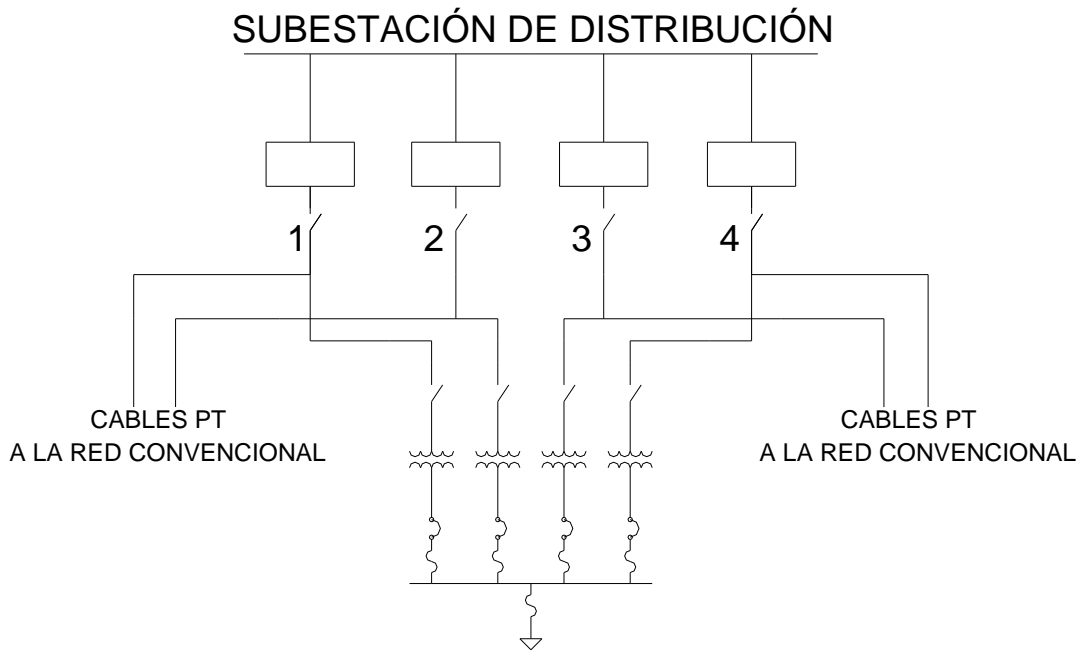 SUBESTACIÓN DE DISTRIBUCIÓN
1 2 3 4
CABLES PT
A LA RED CONVENCIONAL
CABLES PT
A LA RED CONVENCIONAL